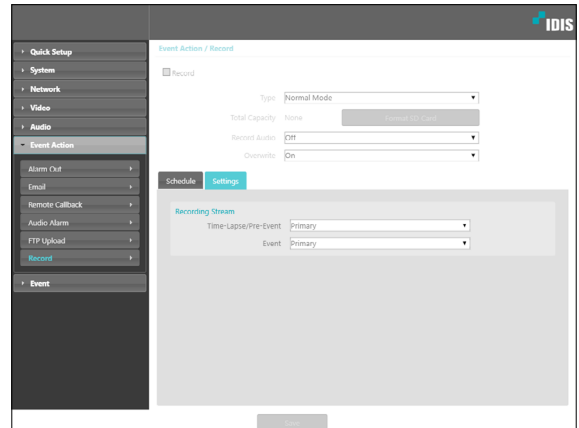 IDIS
Quick Setup
System
Network
Video
Audio
Event Action
Alarm Out
Email
Remote Callback
Audio Alarm
FTP Upload
Record
Event
Event Action / Record
Record
Type Normal Mode
Total Capacity None Format SD Card
Record Audio Off
Overwrite On
Schedule Settings
Recording Stream
Time-Lapse/Pre-Event Primary
Event Primary
Save